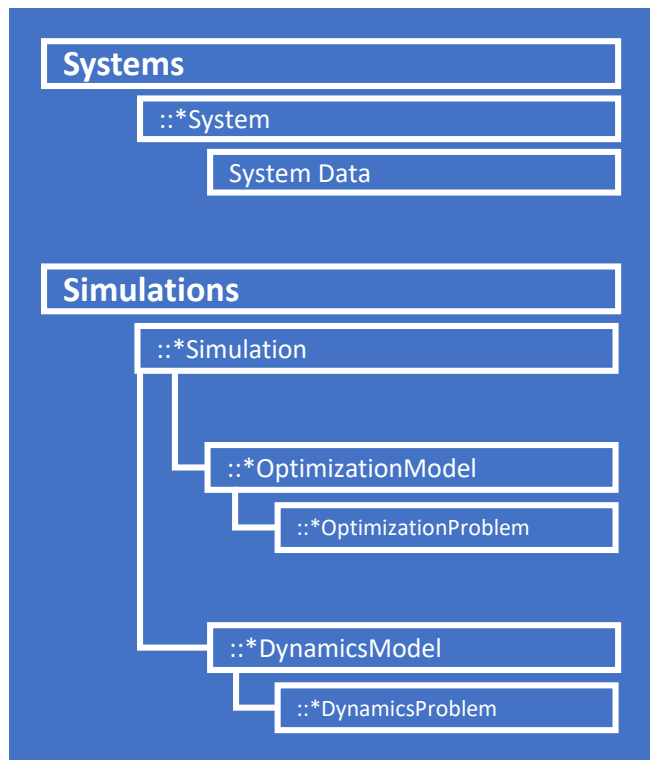 Systems
::*System
System Data
Simulations
::*Simulation
::*OptimizationModel
::*OptimizationProblem
::*DynamicsModel
::*DynamicsProblem